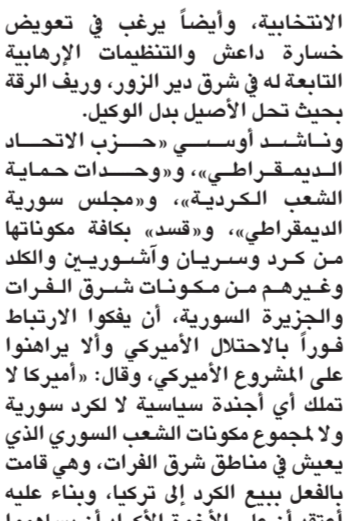 الانتخابية، وأيضاً يرغب في تعويض
خسارة داعش والتنظيمات الإرهابية
التابعة له في شرق دير الزور، وريف الرقة
بحيث تحل الأصيل بدل الوكيل.
وناشد أوسي «حزب الاتحاد
الديمقراطي»، و«وحدات حماية
الشعب الكردية»، و«مجلس سورية
الديمقراطي»، و«قسد» بكافة مكوناتها
من كرد وسريان وآشوريين والكلد
وغيرهم من مكونات شرق الفرات
والجزيرة السورية، أن يفكوا الارتباط
فوراً بالاحتلال الأميركي وألا يراهنوا
على المشروع الأميركي، وقال: «أميركا لا
تملك أي أجندة سياسية لا لكرد سورية
ولا لمجموع مكونات الشعب السوري الذي
يعيش في مناطق شرق الفرات، وهي قامت
بالفعل ببيع الكرد إلى تركيا، وبناء عليه